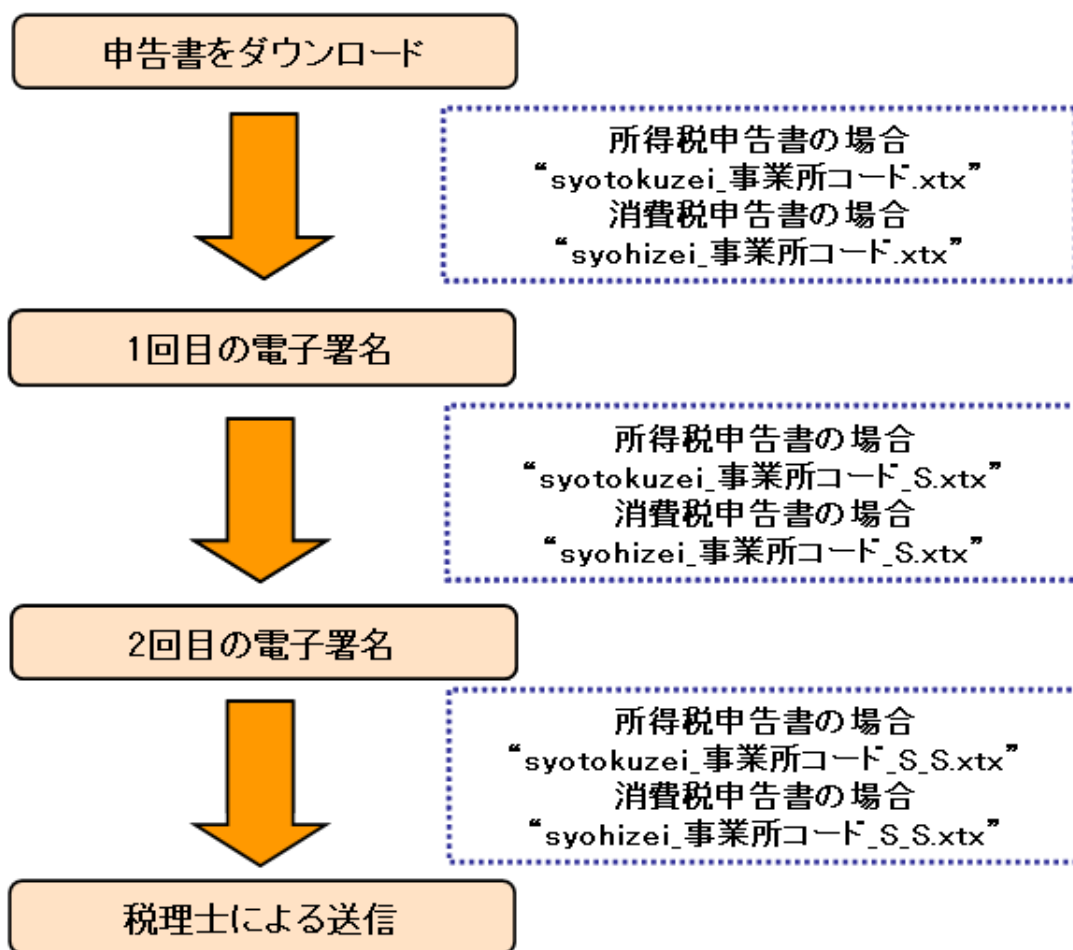 申告書をダウンロード
所得税申告書の場合
“syotokuzei_事業所コード.xtx”
消費税申告書の場合
“syohizei_事業所コード.xtx”
1回目の電子署名
所得税申告書の場合
“syotokuzei_事業所コード_S.xtx”
消費税申告書の場合
“syohizei_事業所コード_S.xtx”
2回目の電子署名
所得税申告書の場合
“syotokuzei_事業所コード_S_S.xtx”
消費税申告書の場合
“syohizei_事業所コード_S_S.xtx”
税理士による送信